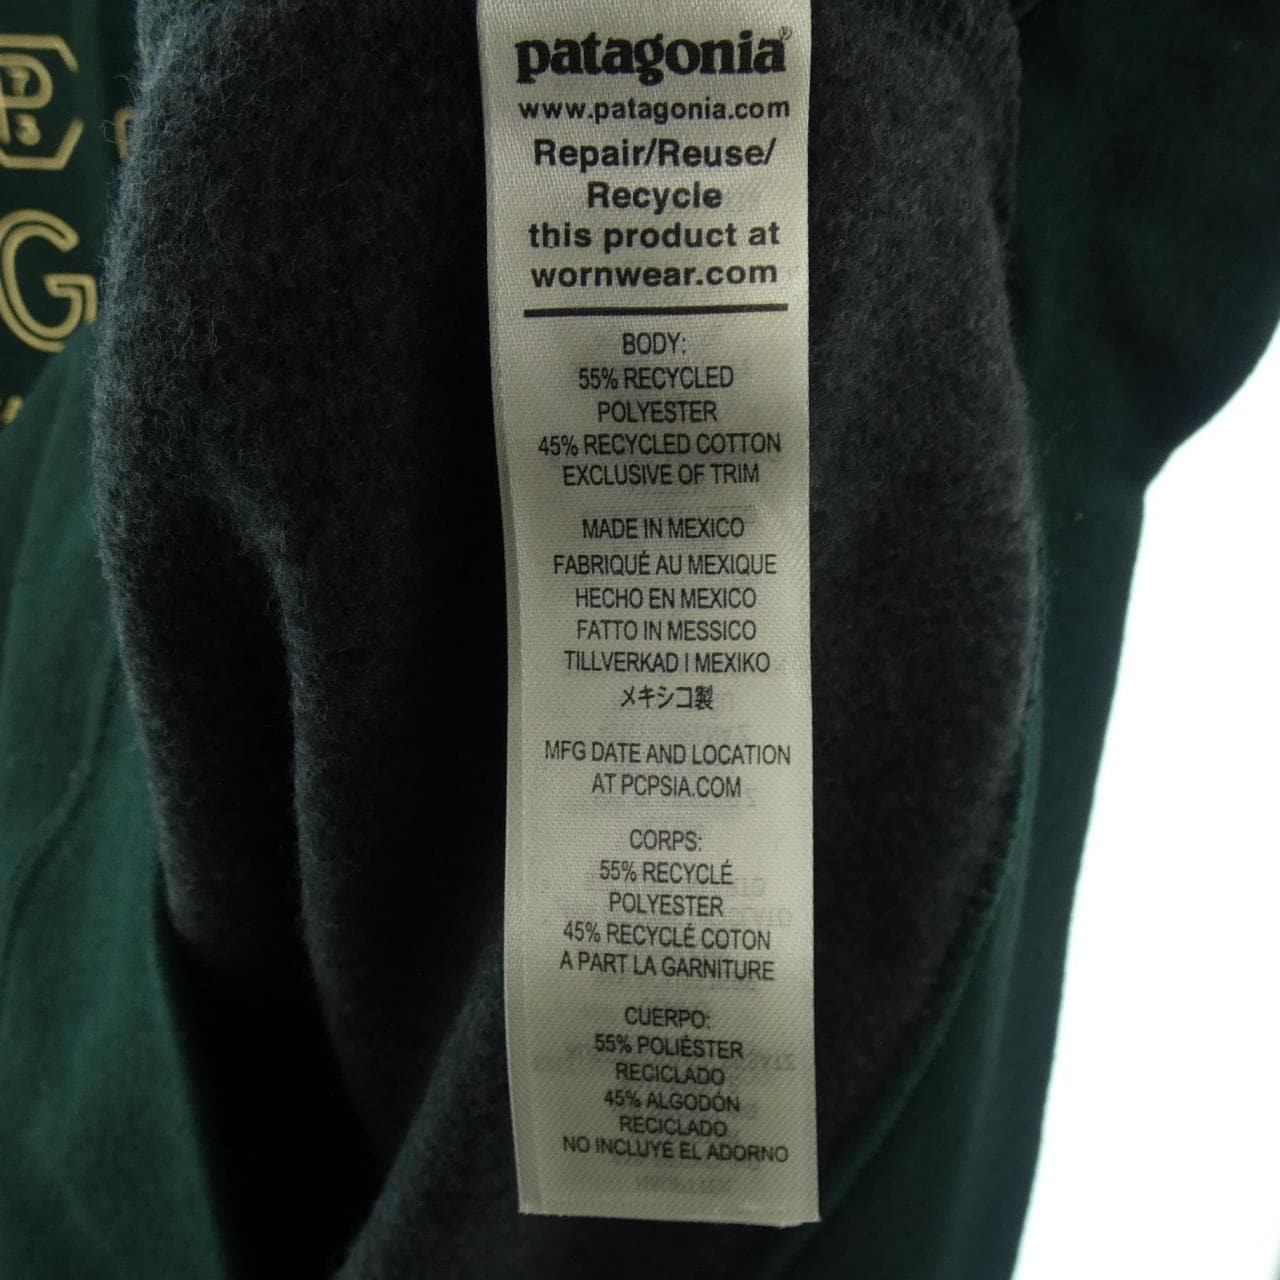 patagonia®
www.patagonia.com
Repair/Reuse/
Recycle
this product at
wornwear.com
BODY:
55% RECYCLED
POLYESTER
45% RECYCLED COTTON
EXCLUSIVE OF TRIM
MADE IN MEXICO
FABRIQUÉ AU MEXIQUE
HECHO EN MEXICO
FATTO IN MESSICO
TILLVERKAD I MEXIKO
メキシコ製
MFG DATE AND LOCATION
AT PCPSIA.COM
CORPS:
55% RECYCLÉ
POLYESTER
45% RECYCLÉ COTON
A PART LA GARNITURE
CUERPO:
55% POLIÉSTER
RECICLADO
45% ALGODÓN
RECICLADO
NO INCLUYE EL ADORNO
P
7
3
G